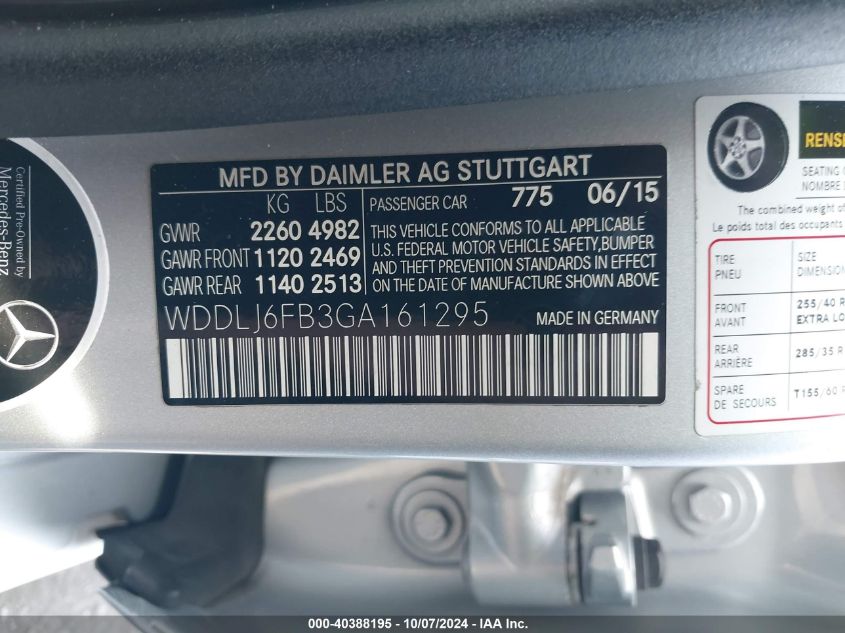 Certified Pre-Owned by
Mercedes-Benz
MFD BY DAIMLER AG STUTTGART
KG LBS
GVWR 2260 4982
GAWR FRONT 1120 2469
GAWR REAR 1140 2513
PASSENGER CAR 775 06/15
THIS VEHICLE CONFORMS TO ALL APPLICABLE
U.S. FEDERAL MOTOR VEHICLE SAFETY,BUMPER
AND THEFT PREVENTION STANDARDS IN EFFECT
ON THE DATE OF MANUFACTURE SHOWN ABOVE
WDDLJ6FB3GA161295 MADE IN GERMANY
SEATING
NOMBRE
The combined weight of
Le poids total des occupants
TIRE SIZE
PNEU DIMENSION
FRONT 255/40 R
AVANT EXTRA LO
REAR 285/35 R
ARRIÈRE
SPARE T155/60 R
DE SECOURS
000-40388195 - 10/07/2024 - IAA Inc.